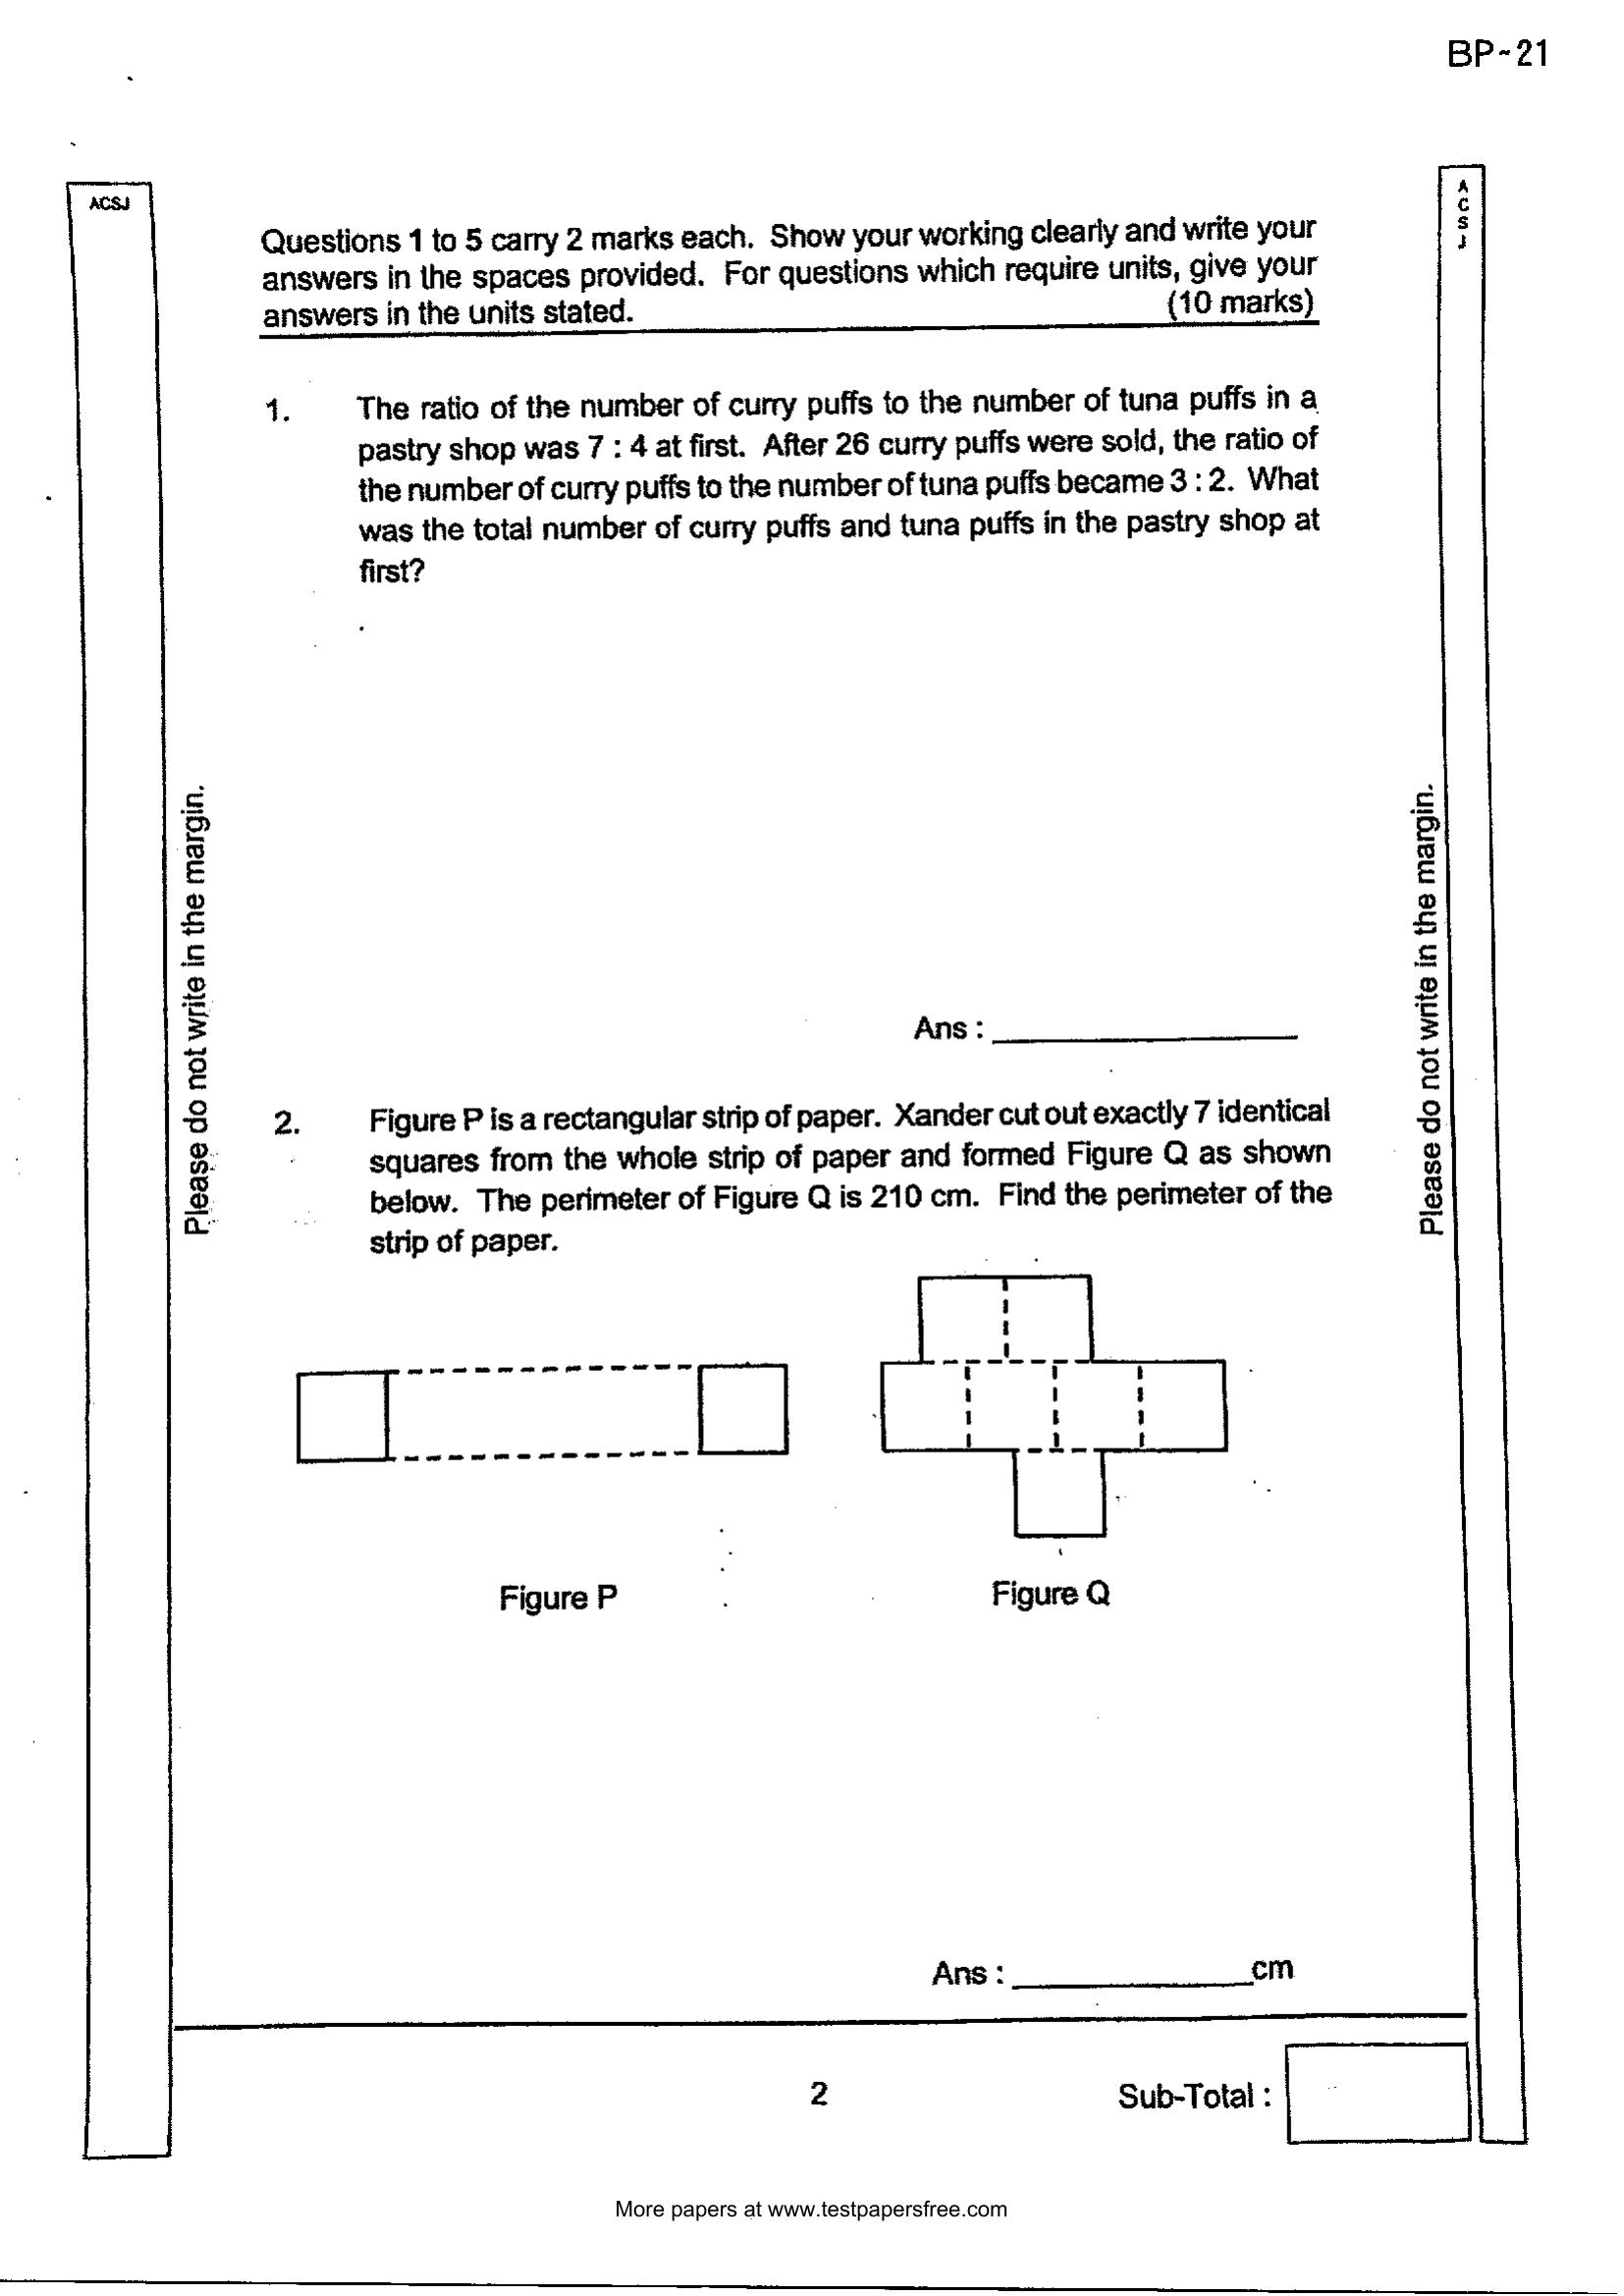 BP-21
ACSJ
A
C
S
J
Questions 1 to 5 carry 2 marks each. Show your working clearly and write your
answers in the spaces provided. For questions which require units, give your
answers in the units stated. (10 marks)
1. The ratio of the number of curry puffs to the number of tuna puffs in a
pastry shop was 7 : 4 at first. After 26 curry puffs were sold, the ratio of
the number of curry puffs to the number of tuna puffs became 3 : 2. What
was the total number of curry puffs and tuna puffs in the pastry shop at
first?
Please do not write in the margin.
Please do not write in the margin.
Ans : ____________
2. Figure P is a rectangular strip of paper. Xander cut out exactly 7 identical
squares from the whole strip of paper and formed Figure Q as shown
below. The perimeter of Figure Q is 210 cm. Find the perimeter of the
strip of paper.
Figure P
Figure Q
Ans : ____________cm
2
Sub-Total :
More papers at www.testpapersfree.com